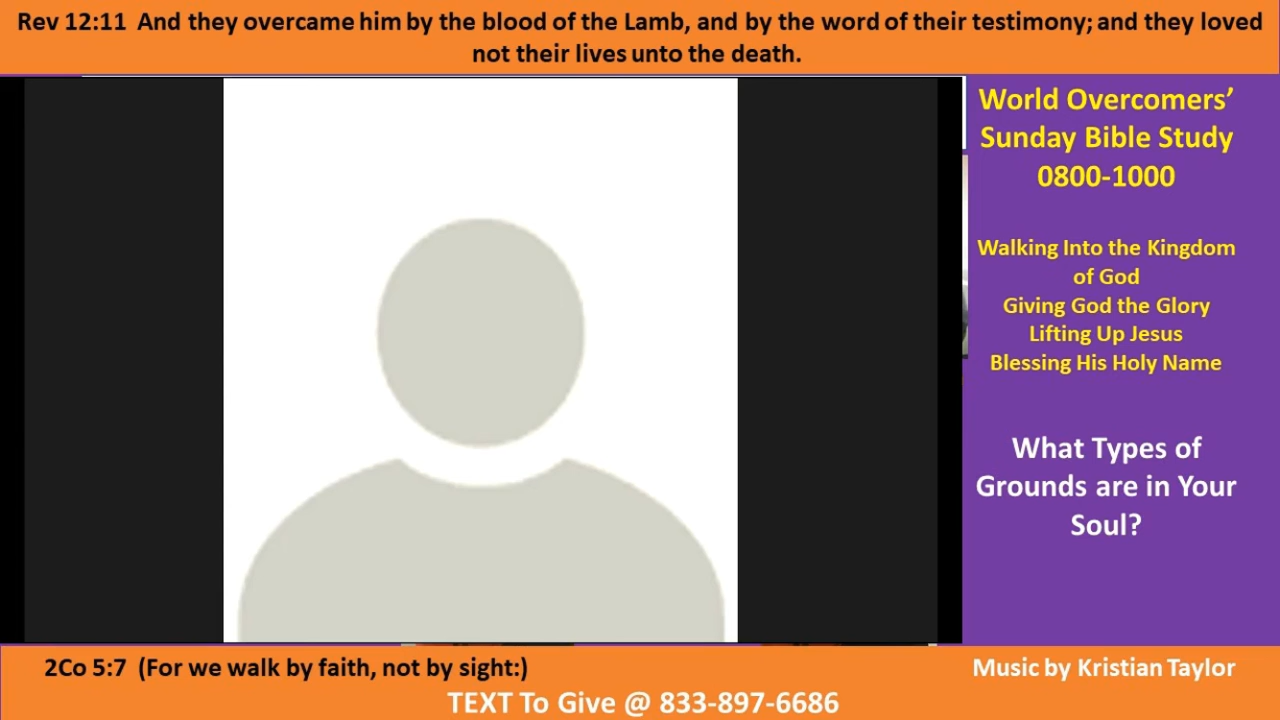 Rev 12:11 And they overcame him by the blood of the Lamb, and by the word of their testimony; and they loved
not their lives unto the death.
World Overcomers’
Sunday Bible Study
0800-1000
Walking Into the Kingdom
of God
Giving God the Glory
Lifting Up Jesus
Blessing His Holy Name
What Types of
Grounds are in Your
Soul?
2Co 5:7 (For we walk by faith, not by sight:)
Music by Kristian Taylor
TEXT To Give @ 833-897-6686